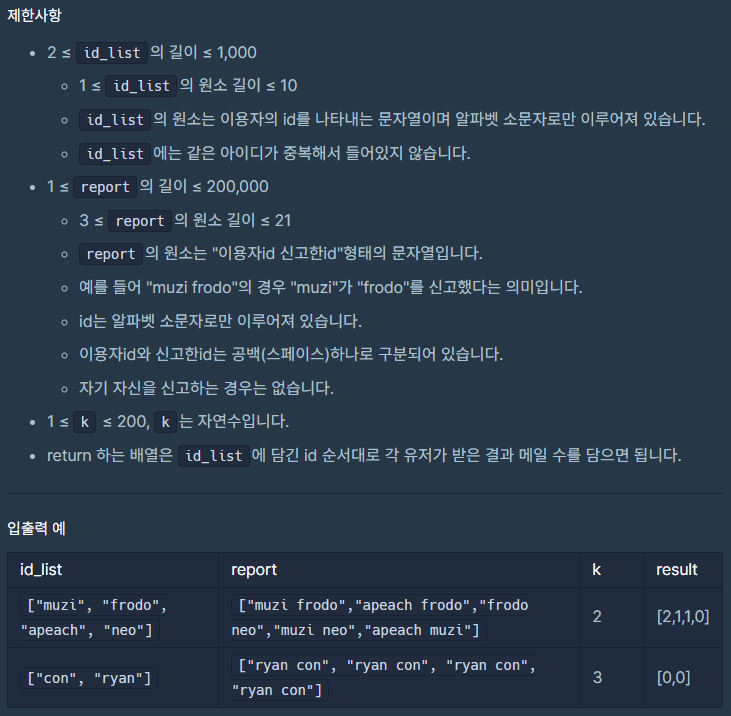 제한사항
• 2 ≤ id_list 의 길이 ≤ 1,000
◦ 1 ≤ id_list 의 원소 길이 ≤ 10
◦ id_list 의 원소는 이용자의 id를 나타내는 문자열이며 알파벳 소문자로만 이루어져 있습니다.
◦ id_list 에는 같은 아이디가 중복해서 들어있지 않습니다.
• 1 ≤ report 의 길이 ≤ 200,000
◦ 3 ≤ report 의 원소 길이 ≤ 21
◦ report 의 원소는 "이용자id 신고한id"형태의 문자열입니다.
◦ 예를 들어 "muzi frodo"의 경우 "muzi"가 "frodo"를 신고했다는 의미입니다.
◦ id는 알파벳 소문자로만 이루어져 있습니다.
◦ 이용자id와 신고한id는 공백(스페이스)하나로 구분되어 있습니다.
◦ 자기 자신을 신고하는 경우는 없습니다.
• 1 ≤ k ≤ 200, k 는 자연수입니다.
• return 하는 배열은 id_list 에 담긴 id 순서대로 각 유저가 받은 결과 메일 수를 담으면 됩니다.
입출력 예
id_list report k result
["muzi", "frodo", "apeach", "neo"] ["muzi frodo","apeach frodo","frodo neo","muzi neo","apeach muzi"] 2 [2,1,1,0]
["con", "ryan"] ["ryan con", "ryan con", "ryan con", "ryan con"] 3 [0,0]